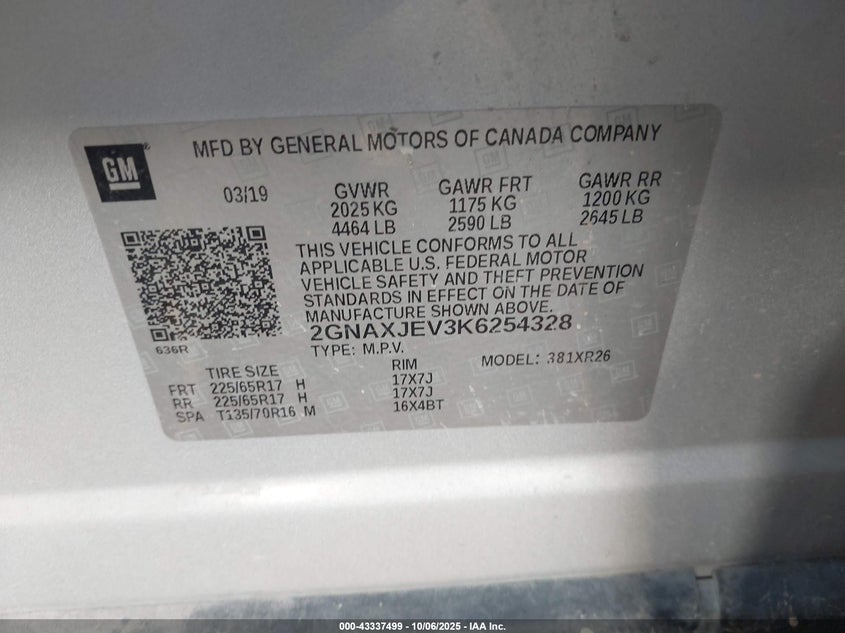 GM
MFD BY GENERAL MOTORS OF CANADA COMPANY
03/19
GVWR GAWR FRT GAWR RR
2025 KG 1175 KG 1200 KG
4464 LB 2590 LB 2645 LB
THIS VEHICLE CONFORMS TO ALL
APPLICABLE U.S. FEDERAL MOTOR
VEHICLE SAFETY AND THEFT PREVENTION
STANDARDS IN EFFECT ON THE DATE OF
MANUFACTURE SHOWN ABOVE.
2GNAXJEV3K6254328
636R
TYPE: M.P.V. MODEL: 381XR26
TIRE SIZE RIM
FRT 225/65R17 H 17X7J
RR 225/65R17 H 17X7J
SPA T135/70R16 M 16X4BT
000-43337499 - 10/06/2025 - IAA Inc.